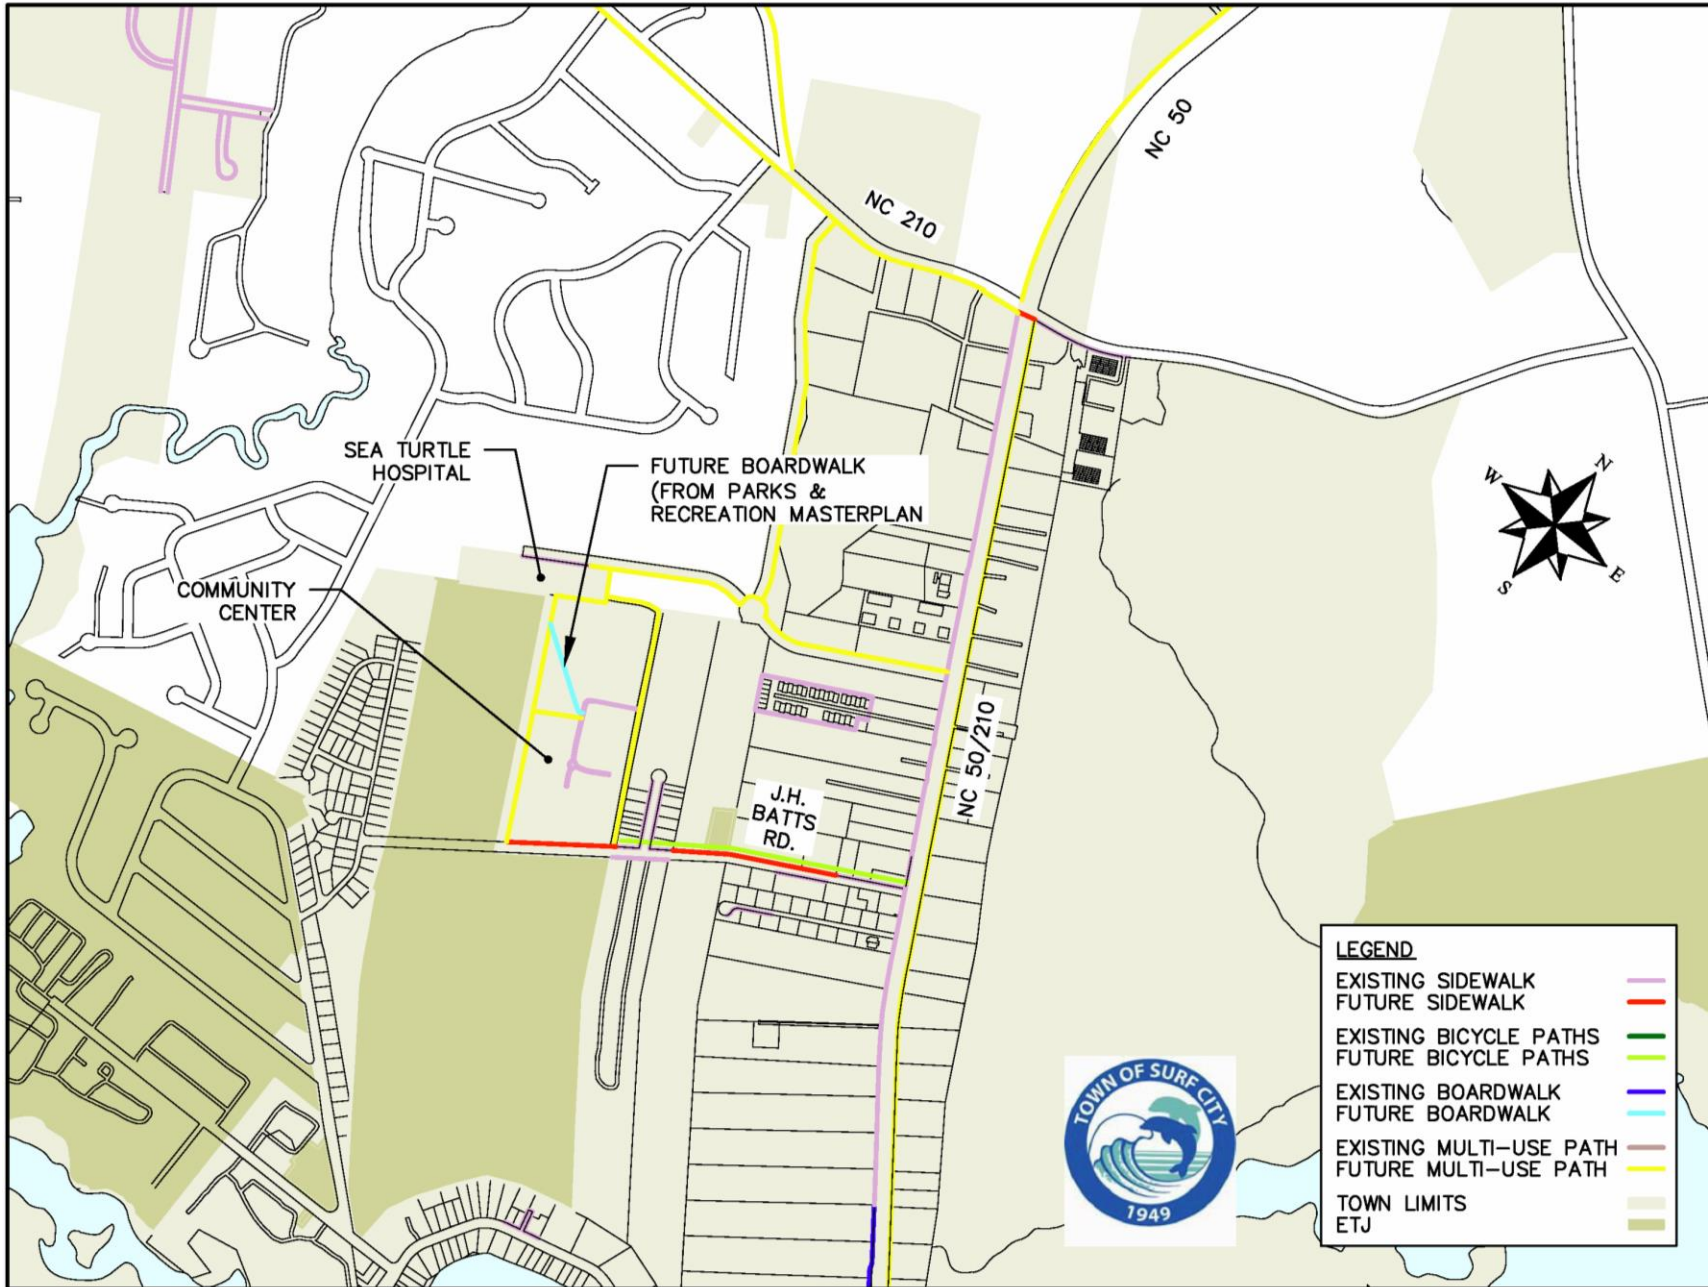 NC 50
NC 210
SEA TURTLE
HOSPITAL
FUTURE BOARDWALK
(FROM PARKS &
RECREATION MASTERPLAN
COMMUNITY
CENTER
N
W
E
S
NC 50/210
J.H.
BATTS
RD.
TOWN OF SURF CITY
1949
LEGEND
EXISTING SIDEWALK
FUTURE SIDEWALK
EXISTING BICYCLE PATHS
FUTURE BICYCLE PATHS
EXISTING BOARDWALK
FUTURE BOARDWALK
EXISTING MULTI-USE PATH
FUTURE MULTI-USE PATH
TOWN LIMITS
ETJ